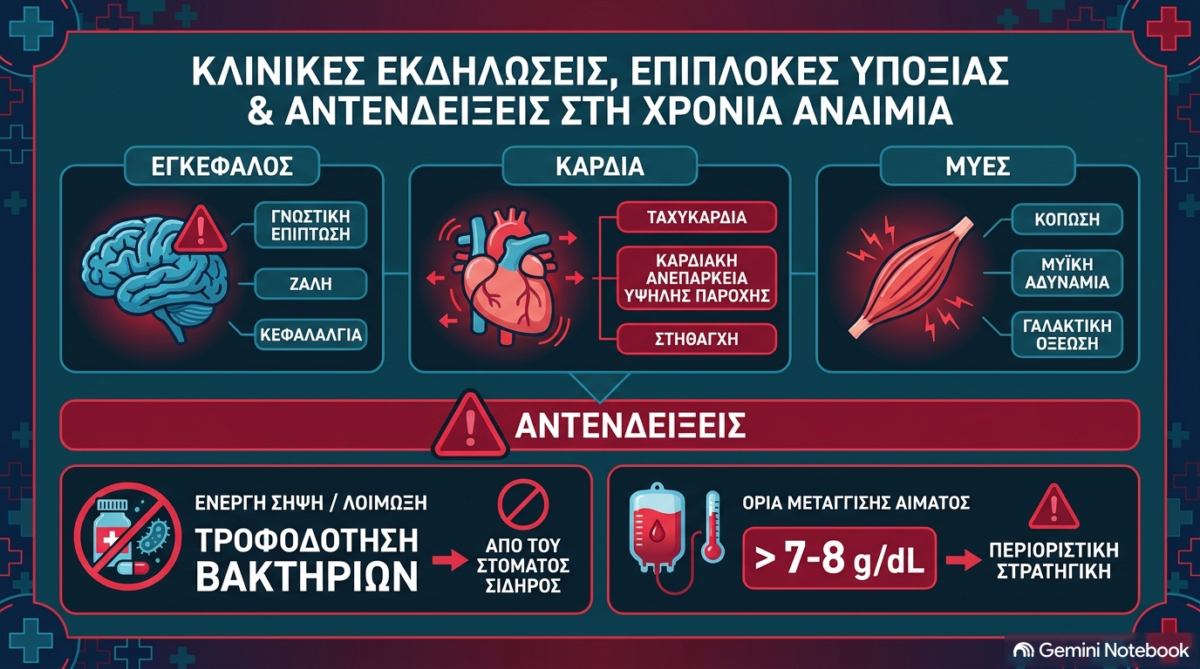 ΚΛΙΝΙΚΕΣ ΕΚΔΗΛΩΣΕΙΣ, ΕΠΙΠΛΟΚΕΣ ΥΠΟΞΙΑΣ
& ΑΝΤΕΝΔΕΙΞΕΙΣ ΣΤΗ ΧΡΟΝΙΑ ΑΝΑΙΜΙΑ
ΕΓΚΕΦΑΛΟΣ
ΓΝΩΣΤΙΚΗ
ΕΠΙΠΤΩΣΗ
ΖΑΛΗ
ΚΕΦΑΛΑΛΓΙΑ
ΚΑΡΔΙΑ
ΤΑΧΥΚΑΡΔΙΑ
ΚΑΡΔΙΑΚΗ
ΑΝΕΠΑΡΚΕΙΑ
ΥΨΗΛΗΣ ΠΑΡΟΧΗΣ
ΣΤΗΘΑΓΧΗ
ΜΥΕΣ
ΚΟΠΩΣΗ
ΜΥΪΚΗ
ΑΔΥΝΑΜΙΑ
ΓΑΛΑΚΤΙΚΗ
ΟΞΕΩΣΗ
ΑΝΤΕΝΔΕΙΞΕΙΣ
ΕΝΕΡΓΗ ΣΗΨΗ / ΛΟΙΜΩΞΗ
ΤΡΟΦΟΔΟΤΗΣΗ
ΒΑΚΤΗΡΙΩΝ
ΑΠΟ ΤΟΥ
ΣΤΟΜΑΤΟΣ
ΣΙΔΗΡΟΣ
ΟΡΙΑ ΜΕΤΑΓΓΙΣΗΣ ΑΙΜΑΤΟΣ
> 7-8 g/dL
ΠΕΡΙΟΡΙΣΤΙΚΗ
ΣΤΡΑΤΗΓΙΚΗ
Gemini Notebook